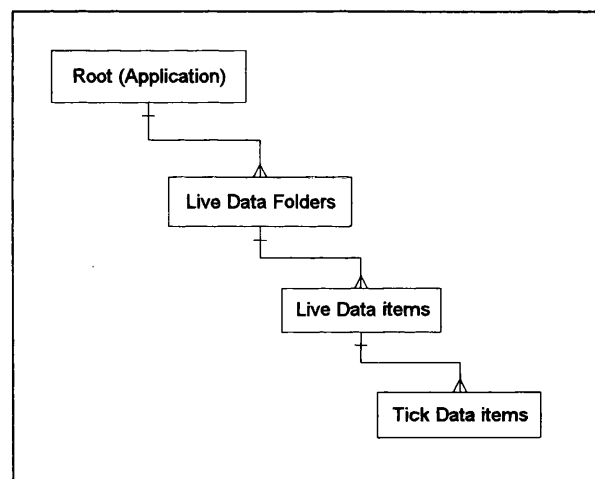 Root (Application)
Live Data Folders
Live Data items
Tick Data items